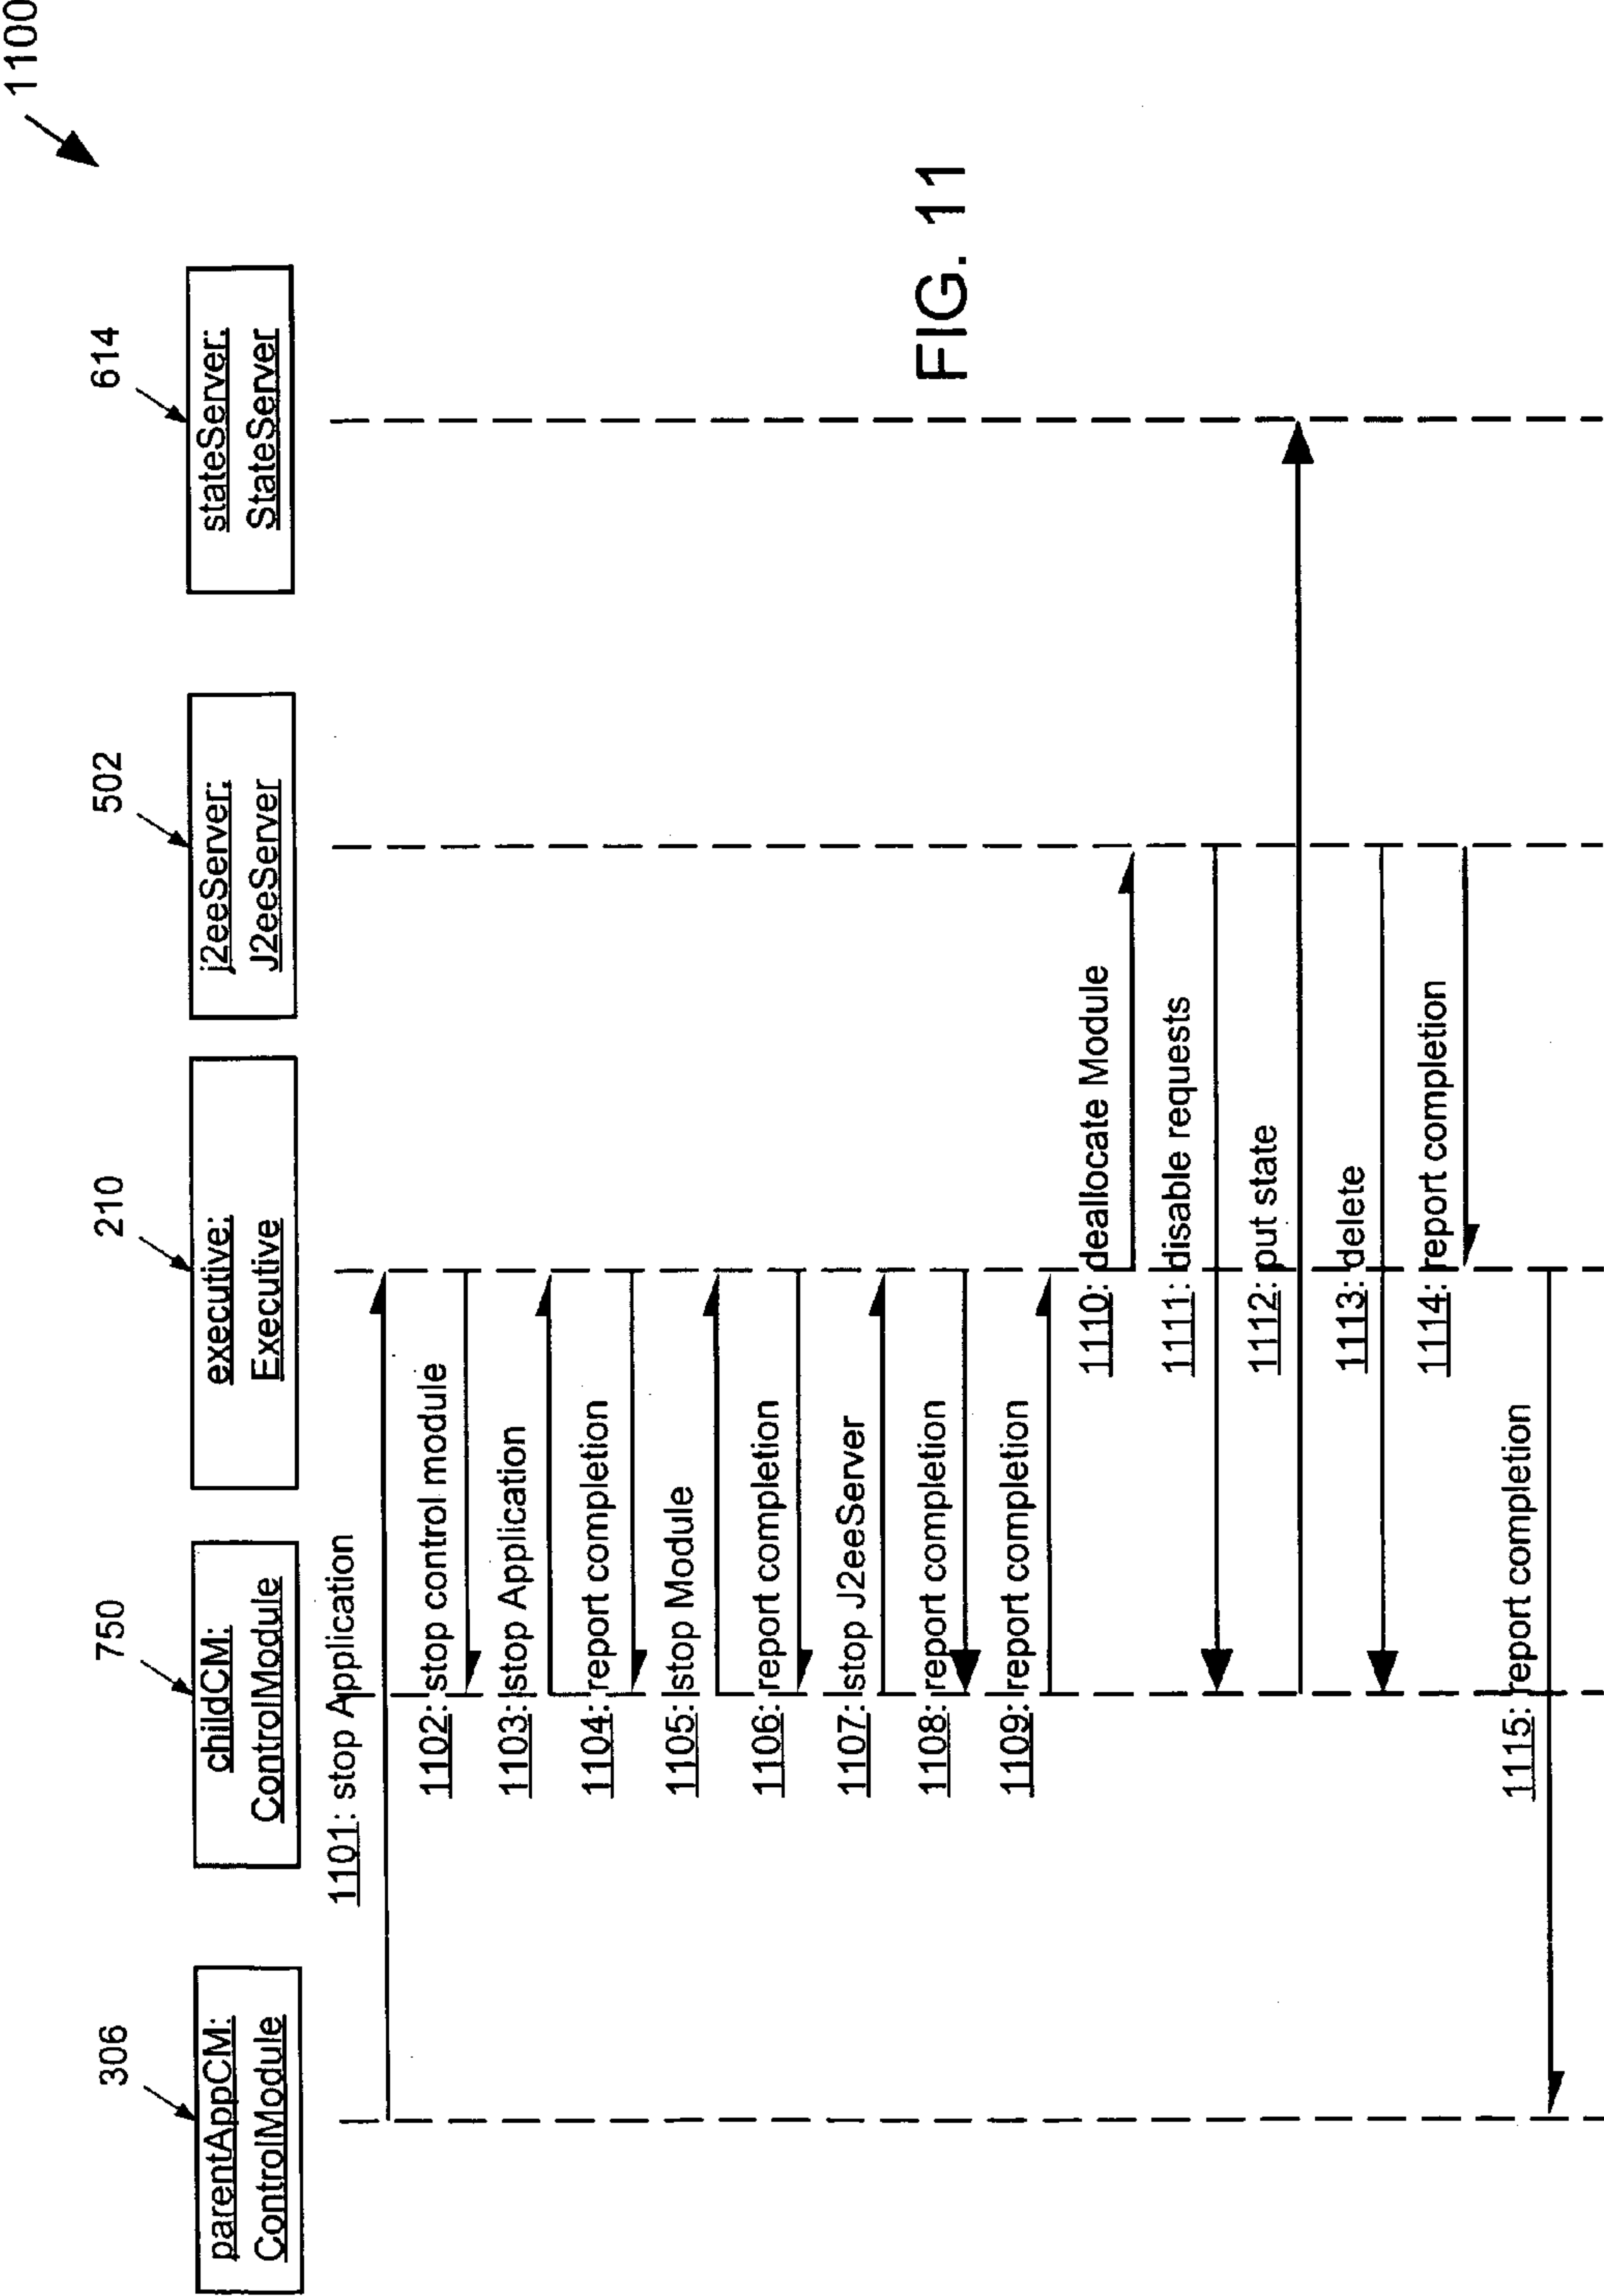 1100
306
750
210
502
614
parentAppCM:
ControlModule
childCM:
ControlModule
executive:
Executive
j2eeServer:
J2eeServer
stateServer:
StateServer
1101: stop Application
1102: stop control module
1103: stop Application
1104: report completion
1105: stop Module
1106: report completion
1107: stop J2eeServer
1108: report completion
1109: report completion
1110: deallocate Module
1111: disable requests
1112: put state
1113: delete
1114: report completion
1115: report completion
FIG. 11